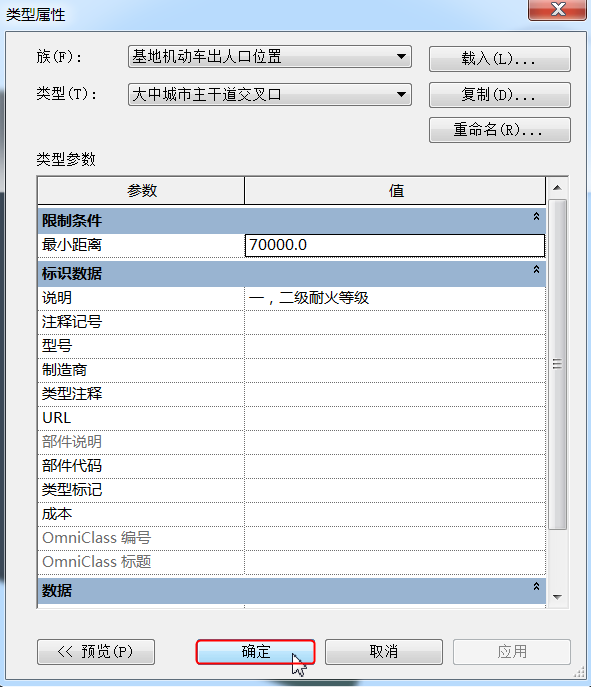 类型属性
族(F): 基地机动车出人口位置 载入(L)...
类型(T): 大中城市主干道交叉口 复制(D)...
重命名(R)...
类型参数
参数 值
限制条件
最小距离 70000.0
标识数据
说明 一，二级耐火等级
注释记号
型号
制造商
类型注释
URL
部件说明
部件代码
类型标记
成本
OmniClass 编号
OmniClass 标题
数据
<< 预览(P) 确定 取消 应用